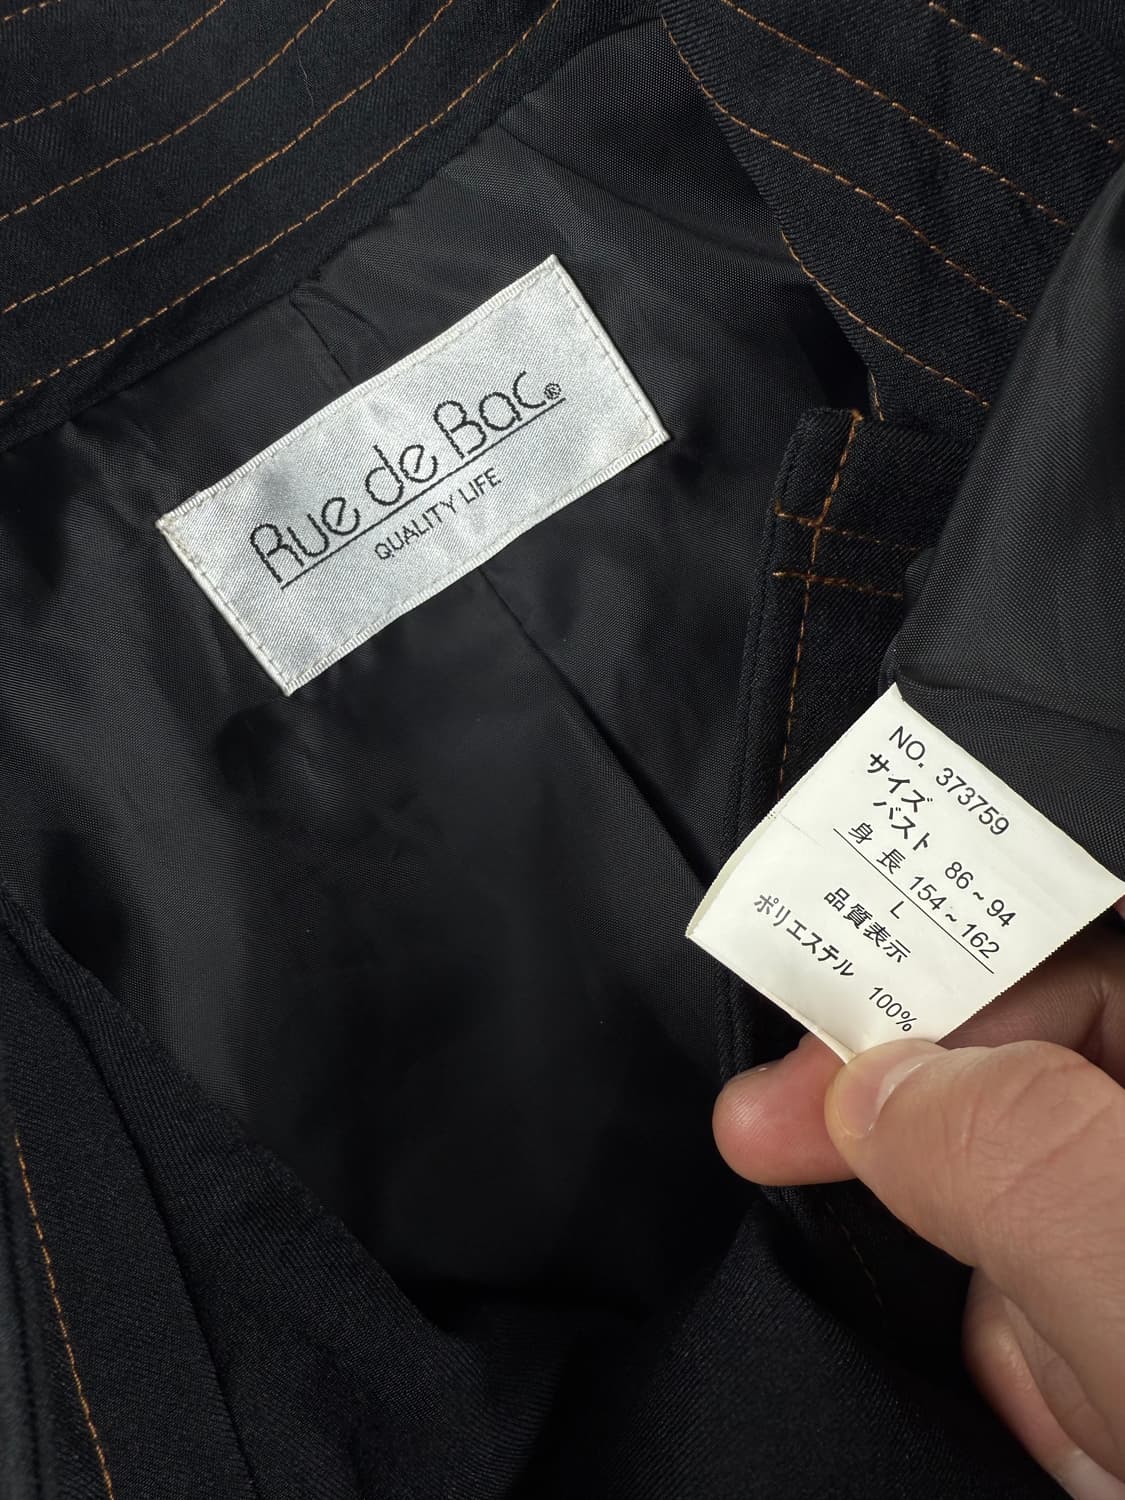 Rue de Bac®
QUALITY LIFE
NO. 373759
サイズ
バスト 86~94
身長 154~162
L
品質表示
ポリエステル 100%